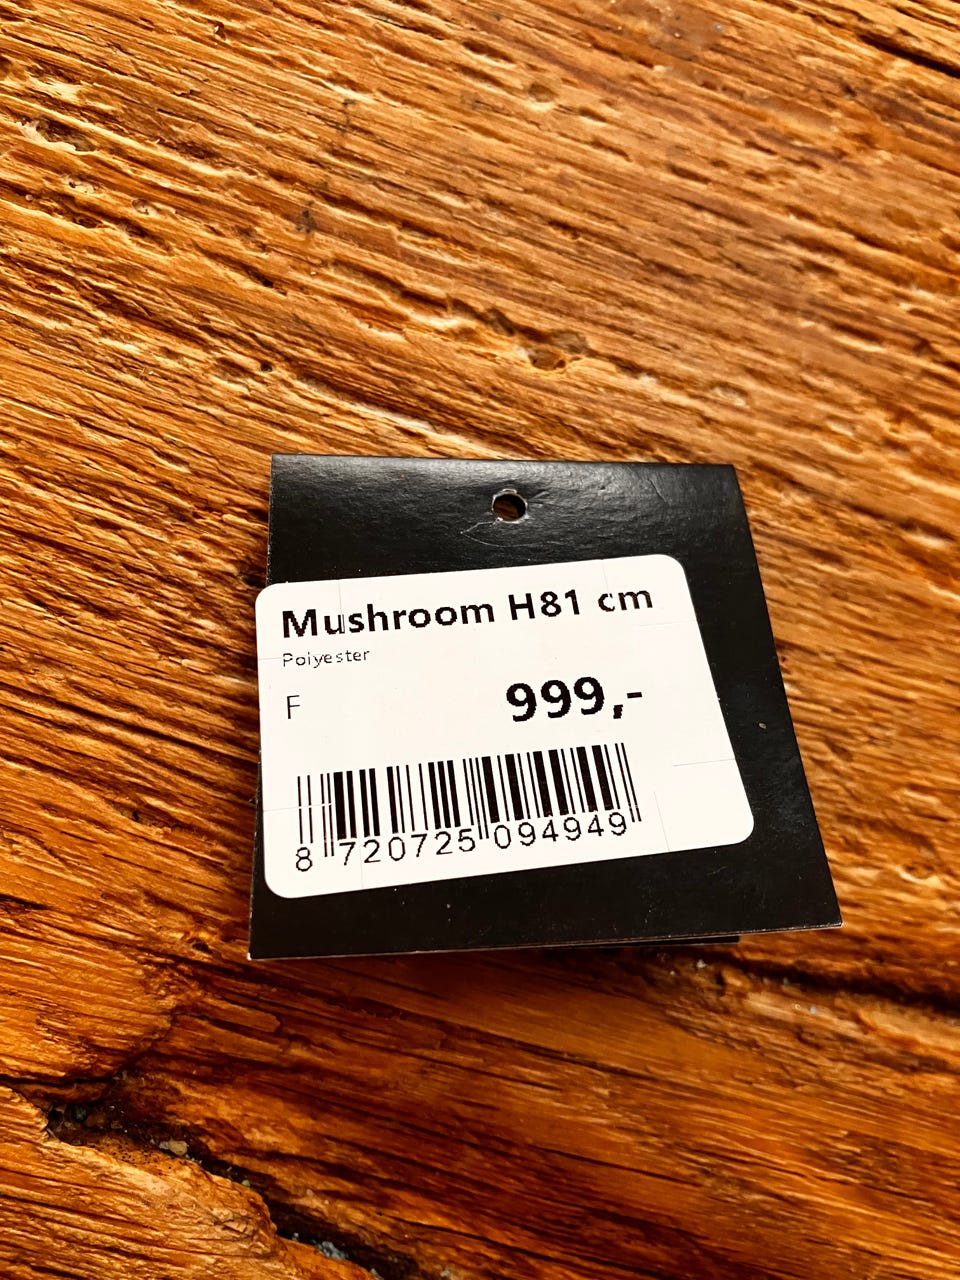 Mushroom H81 cm
Polyester
F
999,-
8 720725 094949